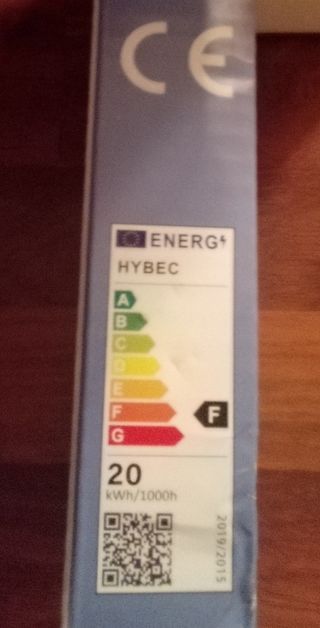 CE
ENERG
HYBEC
A
B
C
D
E
F
F
G
20
kWh/1000h
2019/2015